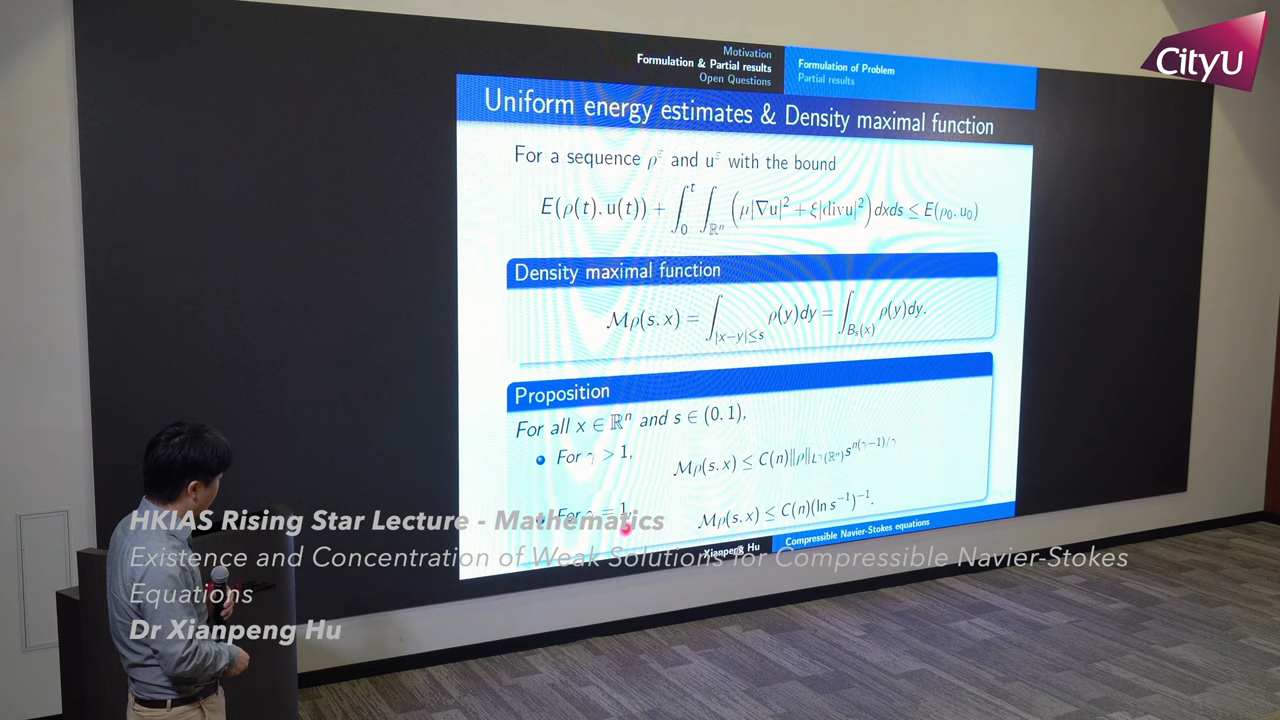 CityU
Motivation
Formulation & Partial results
Open Questions
Formulation of Problem
Partial results
Uniform energy estimates & Density maximal function
For a sequence ρ^ε and u^ε with the bound
E(ρ(t), u(t)) + ∫_0^t ∫_{ℝ^n} (μ|∇u|^2 + ξ|divu|^2) dxds ≤ E(ρ_0, u_0)
Density maximal function
ℳρ(s, x) = ∫_{|x−y|≤s} ρ(y)dy = ∫_{B_s(x)} ρ(y)dy.
Proposition
For all x ∈ ℝ^n and s ∈ (0, 1),
For γ > 1, ℳρ(s, x) ≤ C(n)‖ρ‖_{L^γ(ℝ^n)} s^{n(γ−1)/γ}
For γ = 1, ℳρ(s, x) ≤ C(n)(ln s^{−1})^{−1}.
Xianpeng Hu
Compressible Navier-Stokes equations
HKIAS Rising Star Lecture - Mathematics
Existence and Concentration of Weak Solutions for Compressible Navier-Stokes
Equations
Dr Xianpeng Hu